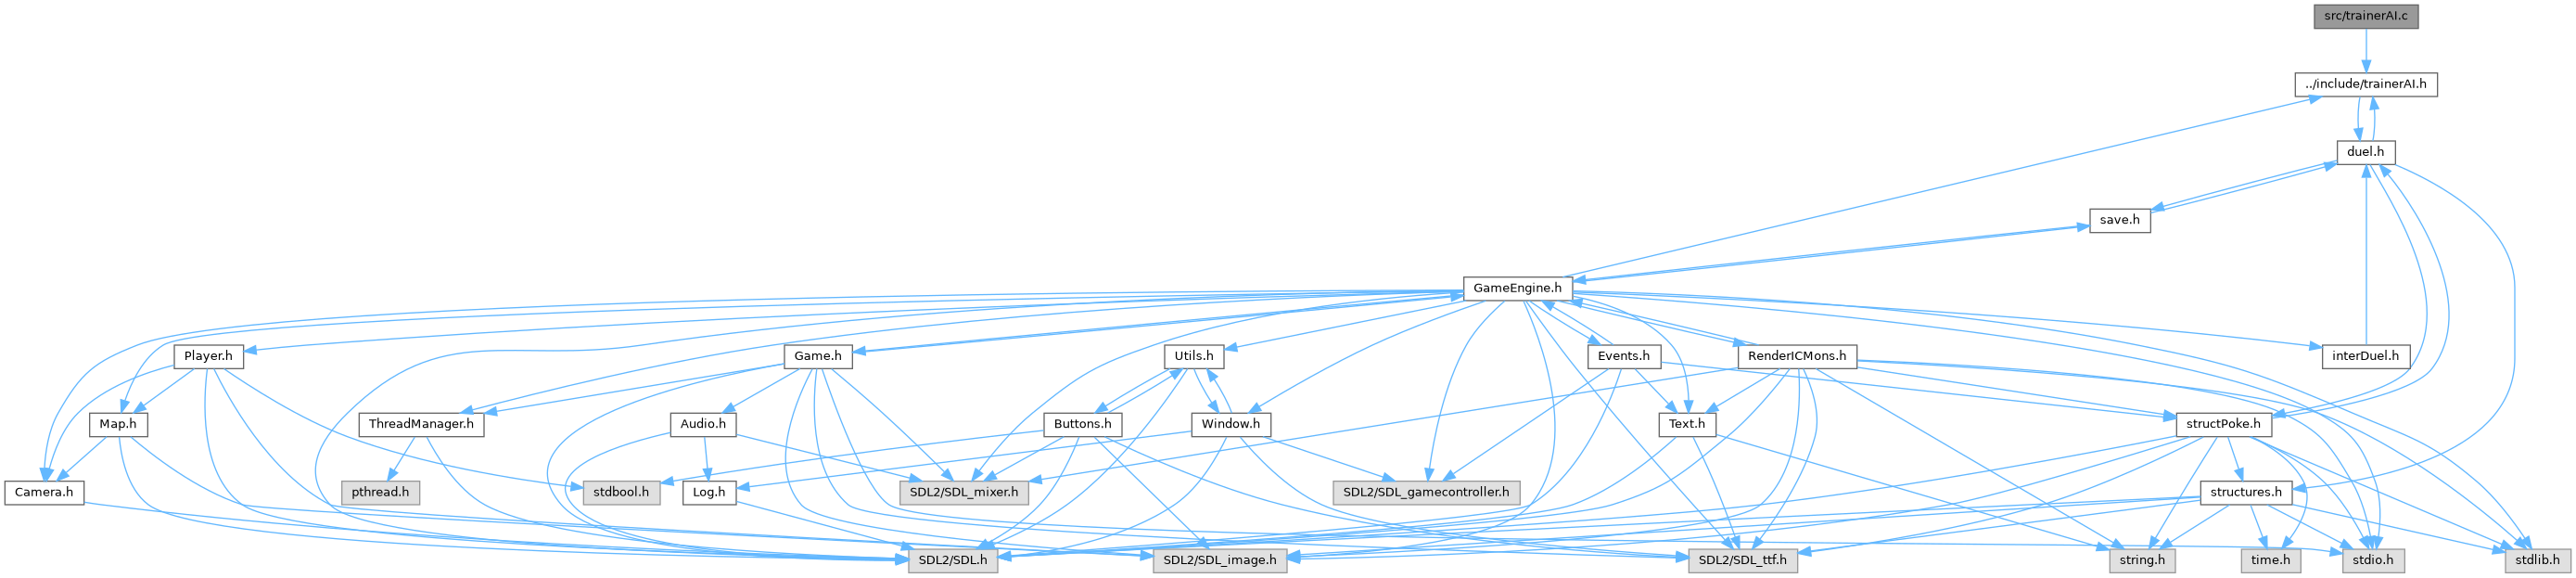 src/trainerAI.c
../include/trainerAI.h
duel.h
save.h
GameEngine.h
Player.h
Game.h
Utils.h
Events.h
RenderICMons.h
interDuel.h
Map.h
ThreadManager.h
Audio.h
Buttons.h
Window.h
Text.h
structPoke.h
Camera.h
pthread.h
stdbool.h
Log.h
SDL2/SDL_mixer.h
SDL2/SDL_gamecontroller.h
structures.h
SDL2/SDL.h
SDL2/SDL_image.h
SDL2/SDL_ttf.h
string.h
time.h
stdio.h
stdlib.h